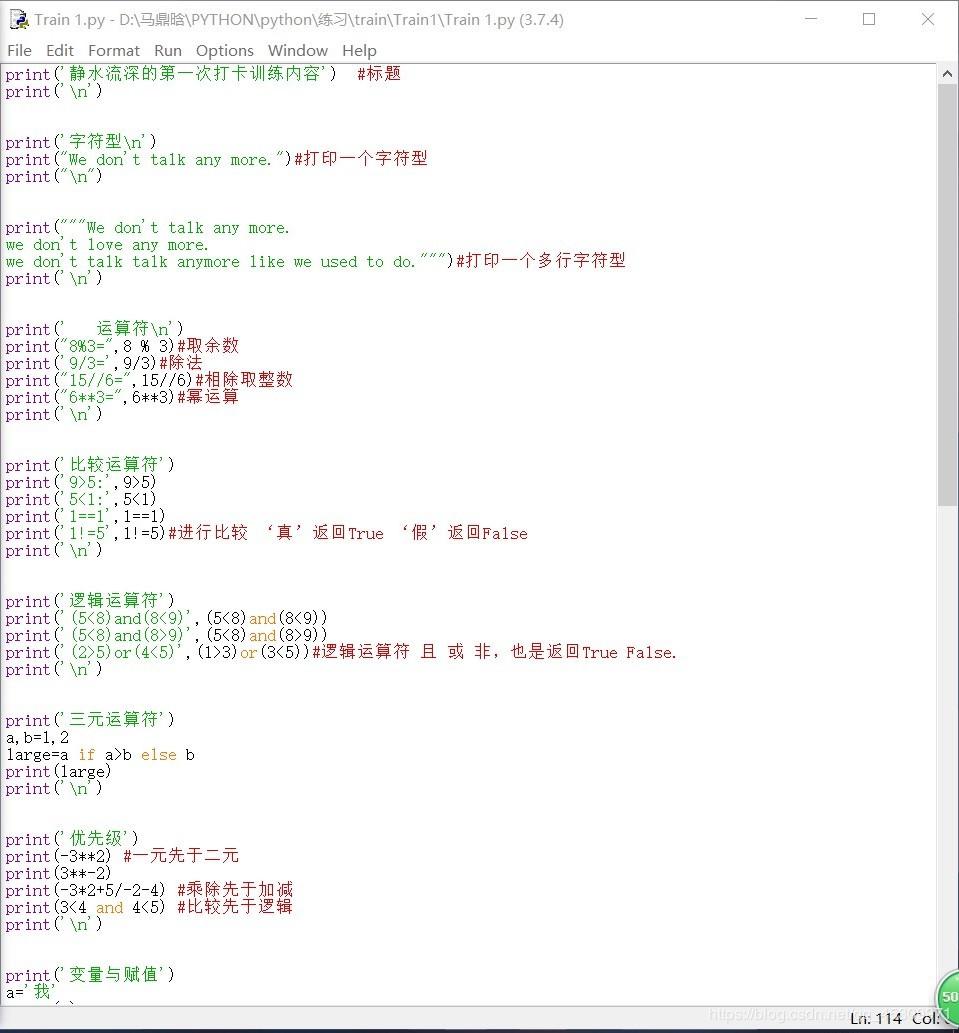 Train 1.py - D:\马鼎晗\PYTHON\python\练习\train\Train1\Train 1.py (3.7.4)
File Edit Format Run Options Window Help
print('静水流深的第一次打卡训练内容')  #标题
print('\n')
print('字符型\n')
print("We don't talk any more.")#打印一个字符型
print("\n")
print("""We don't talk any more.
we don't love any more.
we don't talk talk anymore like we used to do.""")#打印一个多行字符型
print('\n')
print('   运算符\n')
print("8%3=",8 % 3)#取余数
print('9/3=',9/3)#除法
print("15//6=",15//6)#相除取整数
print("6**3=",6**3)#幂运算
print('\n')
print('比较运算符')
print('9>5:',9>5)
print('5<1:',5<1)
print('1==1',1==1)
print('1!=5',1!=5)#进行比较 ‘真’返回True ‘假’返回False
print('\n')
print('逻辑运算符')
print('(5<8)and(8<9)',(5<8)and(8<9))
print('(5<8)and(8>9)',(5<8)and(8>9))
print('(2>5)or(4<5)',(1>3)or(3<5))#逻辑运算符 且 或 非，也是返回True False.
print('\n')
print('三元运算符')
a,b=1,2
large=a if a>b else b
print(large)
print('\n')
print('优先级')
print(-3**2) #一元先于二元
print(3**-2)
print(-3*2+5/-2-4) #乘除先于加减
print(3<4 and 4<5) #比较先于逻辑
print('\n')
print('变量与赋值')
a='我'
50
Ln: 114 Col: